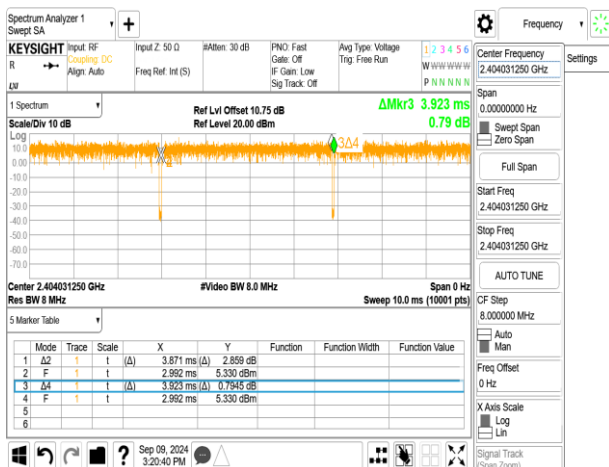 Spectrum Analyzer 1
Swept SA
Frequency
KEYSIGHT
R
LXI
Input: RF
Coupling: DC
Align: Auto
Input Z: 50 Ω
Freq Ref: Int (S)
#Atten: 30 dB
PNO: Fast
Gate: Off
IF Gain: Low
Sig Track: Off
Avg Type: Voltage
Trig: Free Run
1 2 3 4 5 6
W W W W W W
P N N N N N
Center Frequency
2.404031250 GHz
Settings
1 Spectrum
Scale/Div 10 dB
Ref Lvl Offset 10.75 dB
Ref Level 20.00 dBm
ΔMkr3 3.923 ms
0.79 dB
Span
0.00000000 Hz
Swept Span
Zero Span
Full Span
Start Freq
2.404031250 GHz
Stop Freq
2.404031250 GHz
AUTO TUNE
CF Step
8.000000 MHz
Auto
Man
Freq Offset
0 Hz
X Axis Scale
Log
Lin
Signal Track
(Span Zoom)
Log
10.0
0.00
-10.0
-20.0
-30.0
-40.0
-50.0
-60.0
-70.0
3Δ4
Center 2.404031250 GHz
#Video BW 8.0 MHz
Span 0 Hz
Res BW 8 MHz
Sweep 10.0 ms (10001 pts)
5 Marker Table
Mode Trace Scale X Y Function Function Width Function Value
1 Δ2 1 t (Δ) 3.871 ms (Δ) 2.859 dB
2 F 1 t 2.992 ms 5.330 dBm
3 Δ4 1 t (Δ) 3.923 ms (Δ) 0.7945 dB
4 F 1 t 2.992 ms 5.330 dBm
5
6
?
Sep 09, 2024
3:20:40 PM